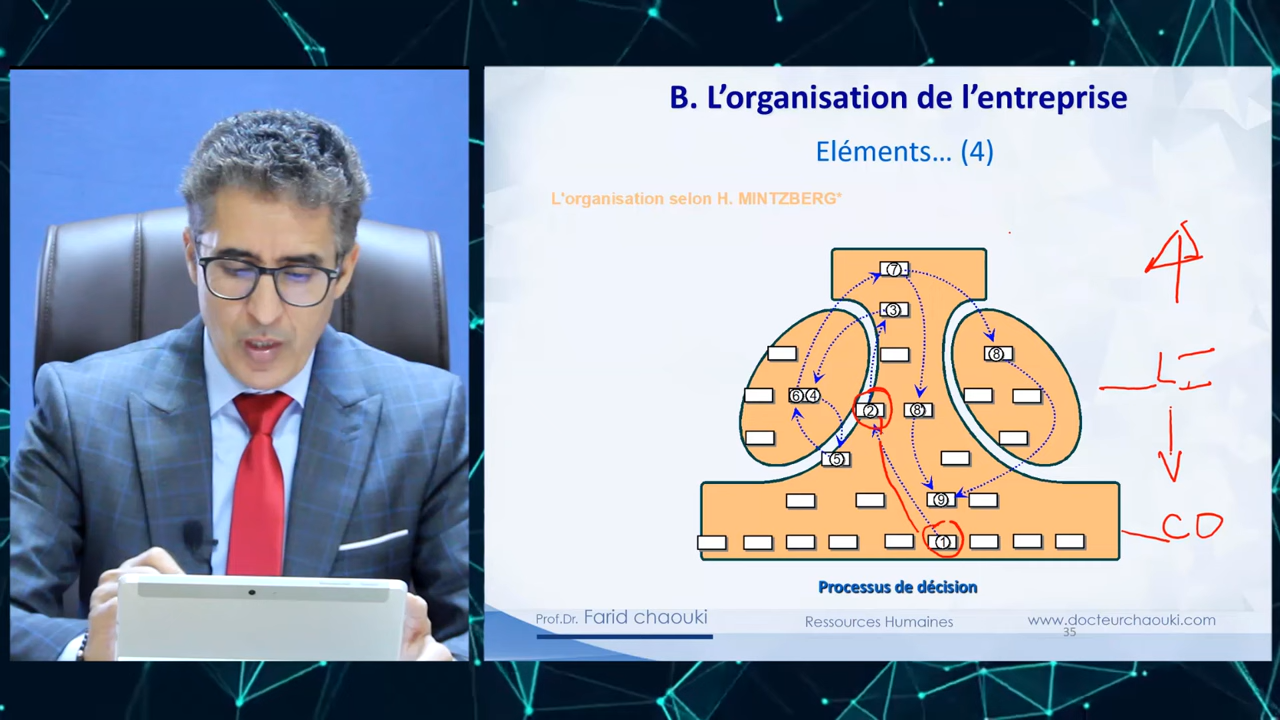 B. L'organisation de l'entreprise
Eléments... (4)
L'organisation selon H. MINTZBERG*
7
3
8
6 4
2
8
5
9
1
LI
CO
Processus de décision
Prof.Dr. Farid chaouki
Ressources Humaines
www.docteurchaouki.com
35